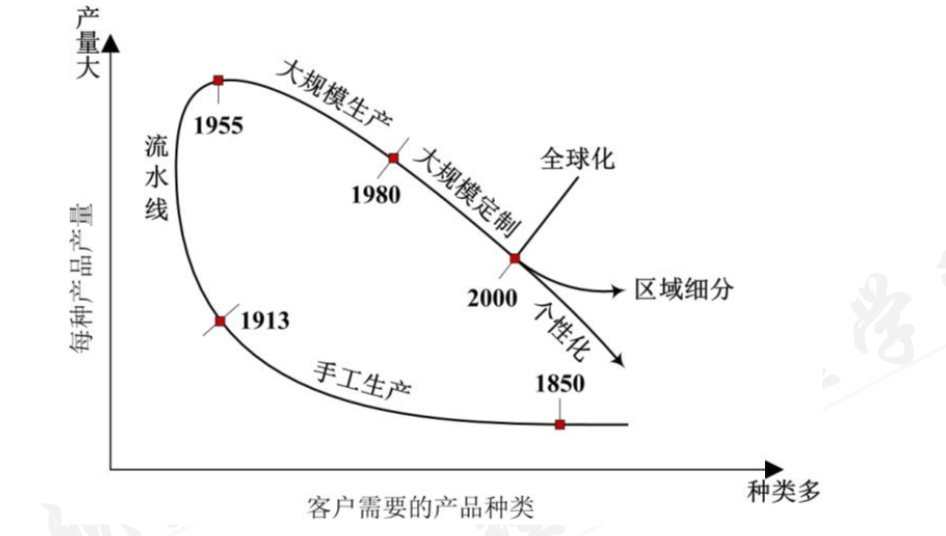 产量大
大规模生产
1955
流水线
大规模定制
全球化
1980
每种产品产量
2000
区域细分
个性化
1913
手工生产
1850
种类多
客户需要的产品种类